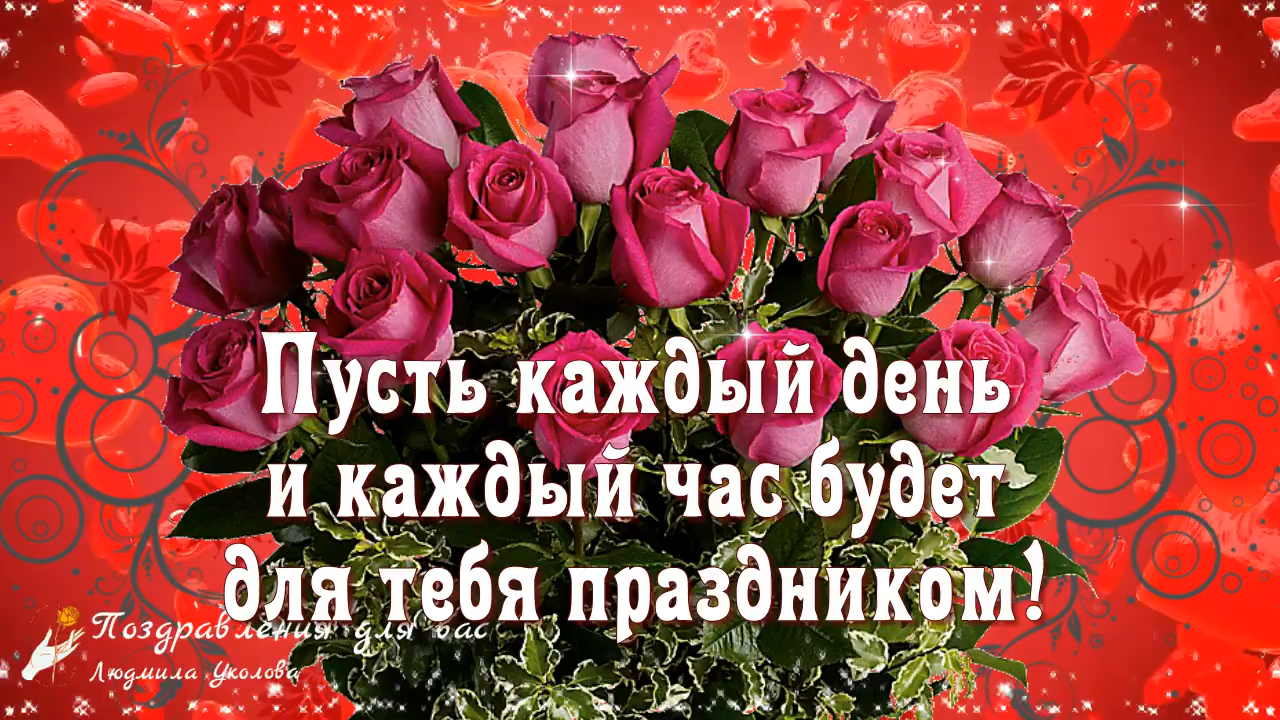 Пусть каждый день
и каждый час будет
для тебя праздником!
Поздравления для вас
Людмила Уколова